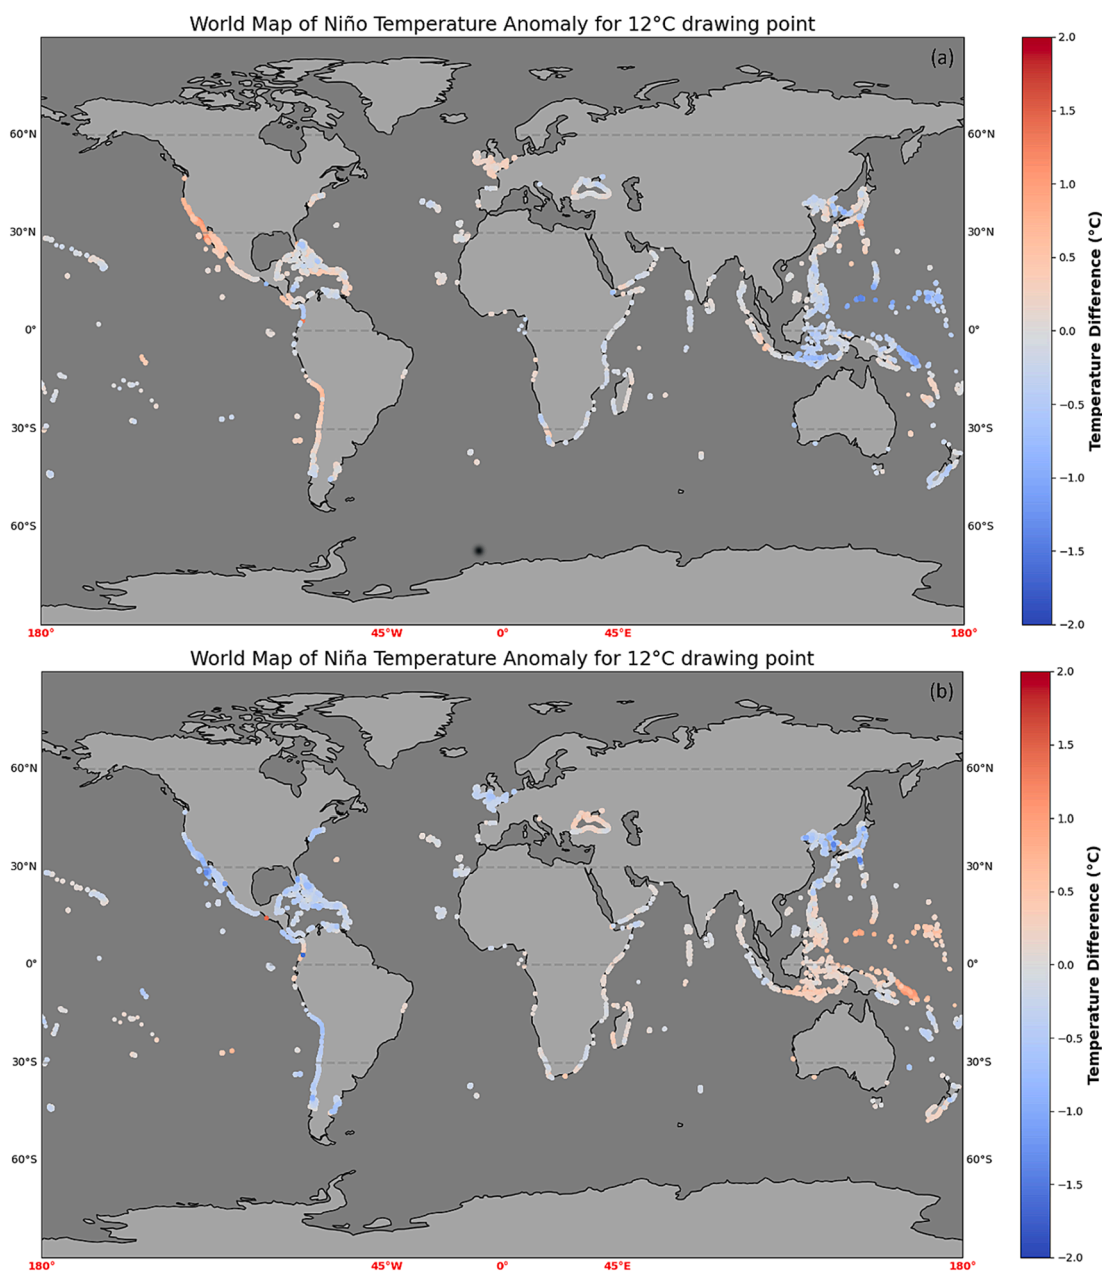 World Map of Niño Temperature Anomaly for 12°C drawing point
(a)
60°N
30°N
0°
30°S
60°S
60°N
30°N
0°
30°S
60°S
180°
45°W
0°
45°E
180°
2.0
1.5
1.0
0.5
0.0
−0.5
−1.0
−1.5
−2.0
Temperature Difference (°C)
World Map of Niña Temperature Anomaly for 12°C drawing point
(b)
60°N
30°N
0°
30°S
60°S
60°N
30°N
0°
30°S
60°S
180°
45°W
0°
45°E
180°
2.0
1.5
1.0
0.5
0.0
−0.5
−1.0
−1.5
−2.0
Temperature Difference (°C)